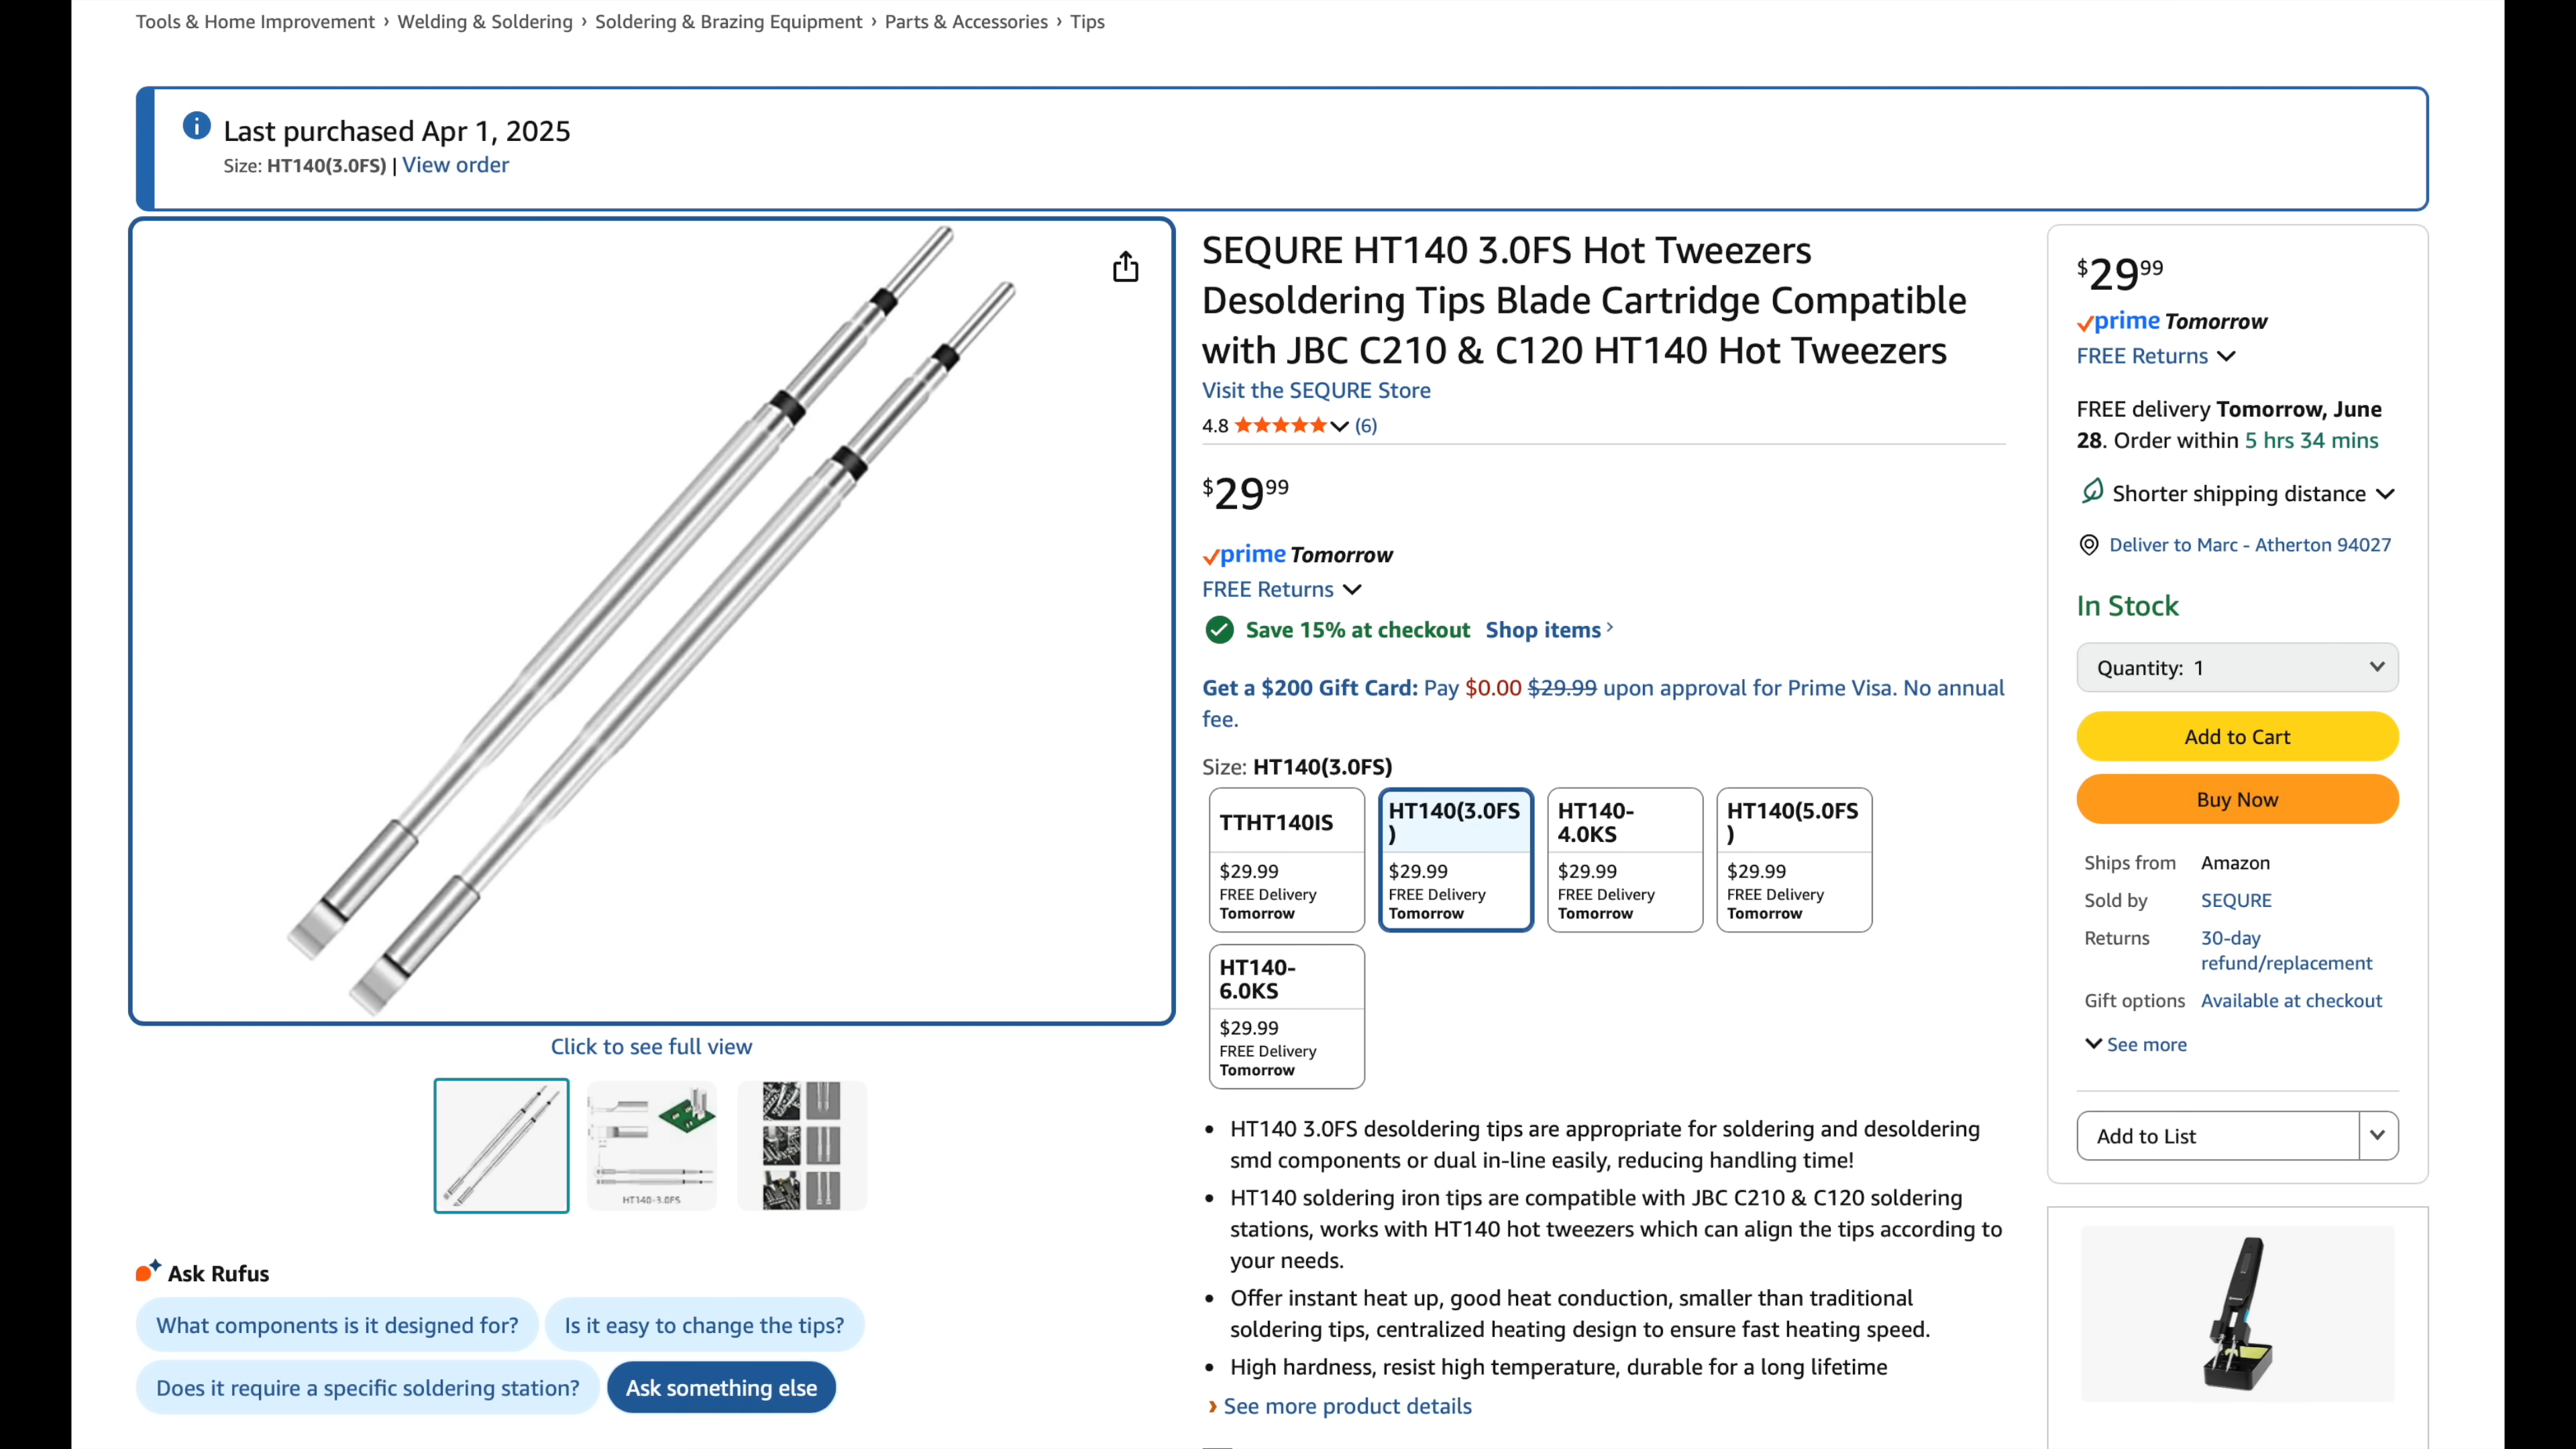 Tools & Home Improvement › Welding & Soldering › Soldering & Brazing Equipment › Parts & Accessories › Tips
Last purchased Apr 1, 2025
Size: HT140(3.0FS) | View order
SEQURE HT140 3.0FS Hot Tweezers
Desoldering Tips Blade Cartridge Compatible
with JBC C210 & C120 HT140 Hot Tweezers
Visit the SEQURE Store
4.8 (6)
$29.99
prime Tomorrow
FREE Returns
Save 15% at checkout Shop items ›
Get a $200 Gift Card: Pay $0.00 $29.99 upon approval for Prime Visa. No annual
fee.
Size: HT140(3.0FS)
TTHT140IS
$29.99
FREE Delivery
Tomorrow
HT140(3.0FS
)
$29.99
FREE Delivery
Tomorrow
HT140-
4.0KS
$29.99
FREE Delivery
Tomorrow
HT140(5.0FS
)
$29.99
FREE Delivery
Tomorrow
HT140-
6.0KS
$29.99
FREE Delivery
Tomorrow
• HT140 3.0FS desoldering tips are appropriate for soldering and desoldering
smd components or dual in-line easily, reducing handling time!
• HT140 soldering iron tips are compatible with JBC C210 & C120 soldering
stations, works with HT140 hot tweezers which can align the tips according to
your needs.
• Offer instant heat up, good heat conduction, smaller than traditional
soldering tips, centralized heating design to ensure fast heating speed.
• High hardness, resist high temperature, durable for a long lifetime
› See more product details
Click to see full view
HT140-3.0FS
Ask Rufus
What components is it designed for?
Is it easy to change the tips?
Does it require a specific soldering station?
Ask something else
$29.99
prime Tomorrow
FREE Returns
FREE delivery Tomorrow, June
28. Order within 5 hrs 34 mins
Shorter shipping distance
Deliver to Marc - Atherton 94027
In Stock
Quantity: 1
Add to Cart
Buy Now
Ships from Amazon
Sold by SEQURE
Returns 30-day
refund/replacement
Gift options Available at checkout
See more
Add to List